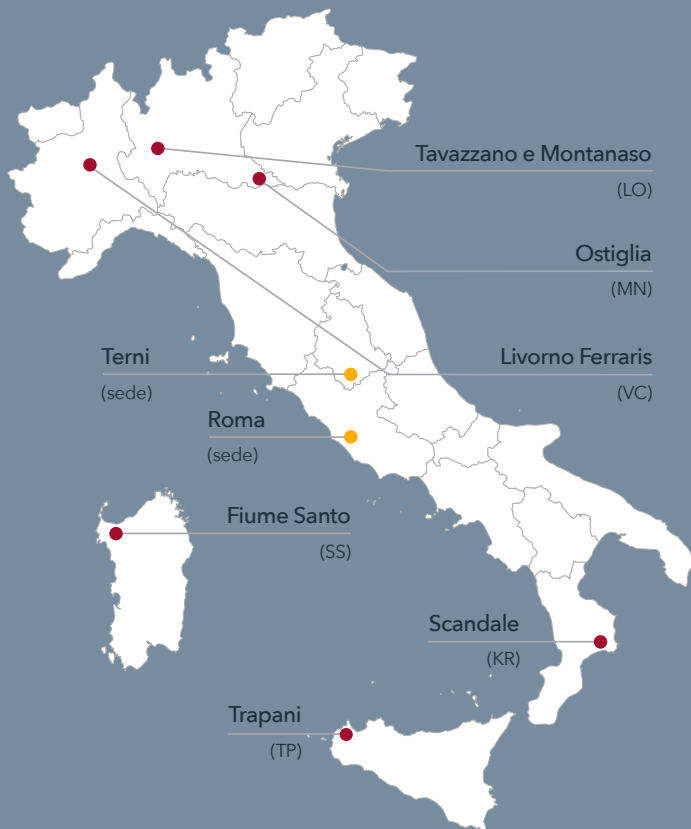 Tavazzano e Montanaso
(LO)
Ostiglia
(MN)
Terni
(sede)
Livorno Ferraris
(VC)
Roma
(sede)
Fiume Santo
(SS)
Scandale
(KR)
Trapani
(TP)